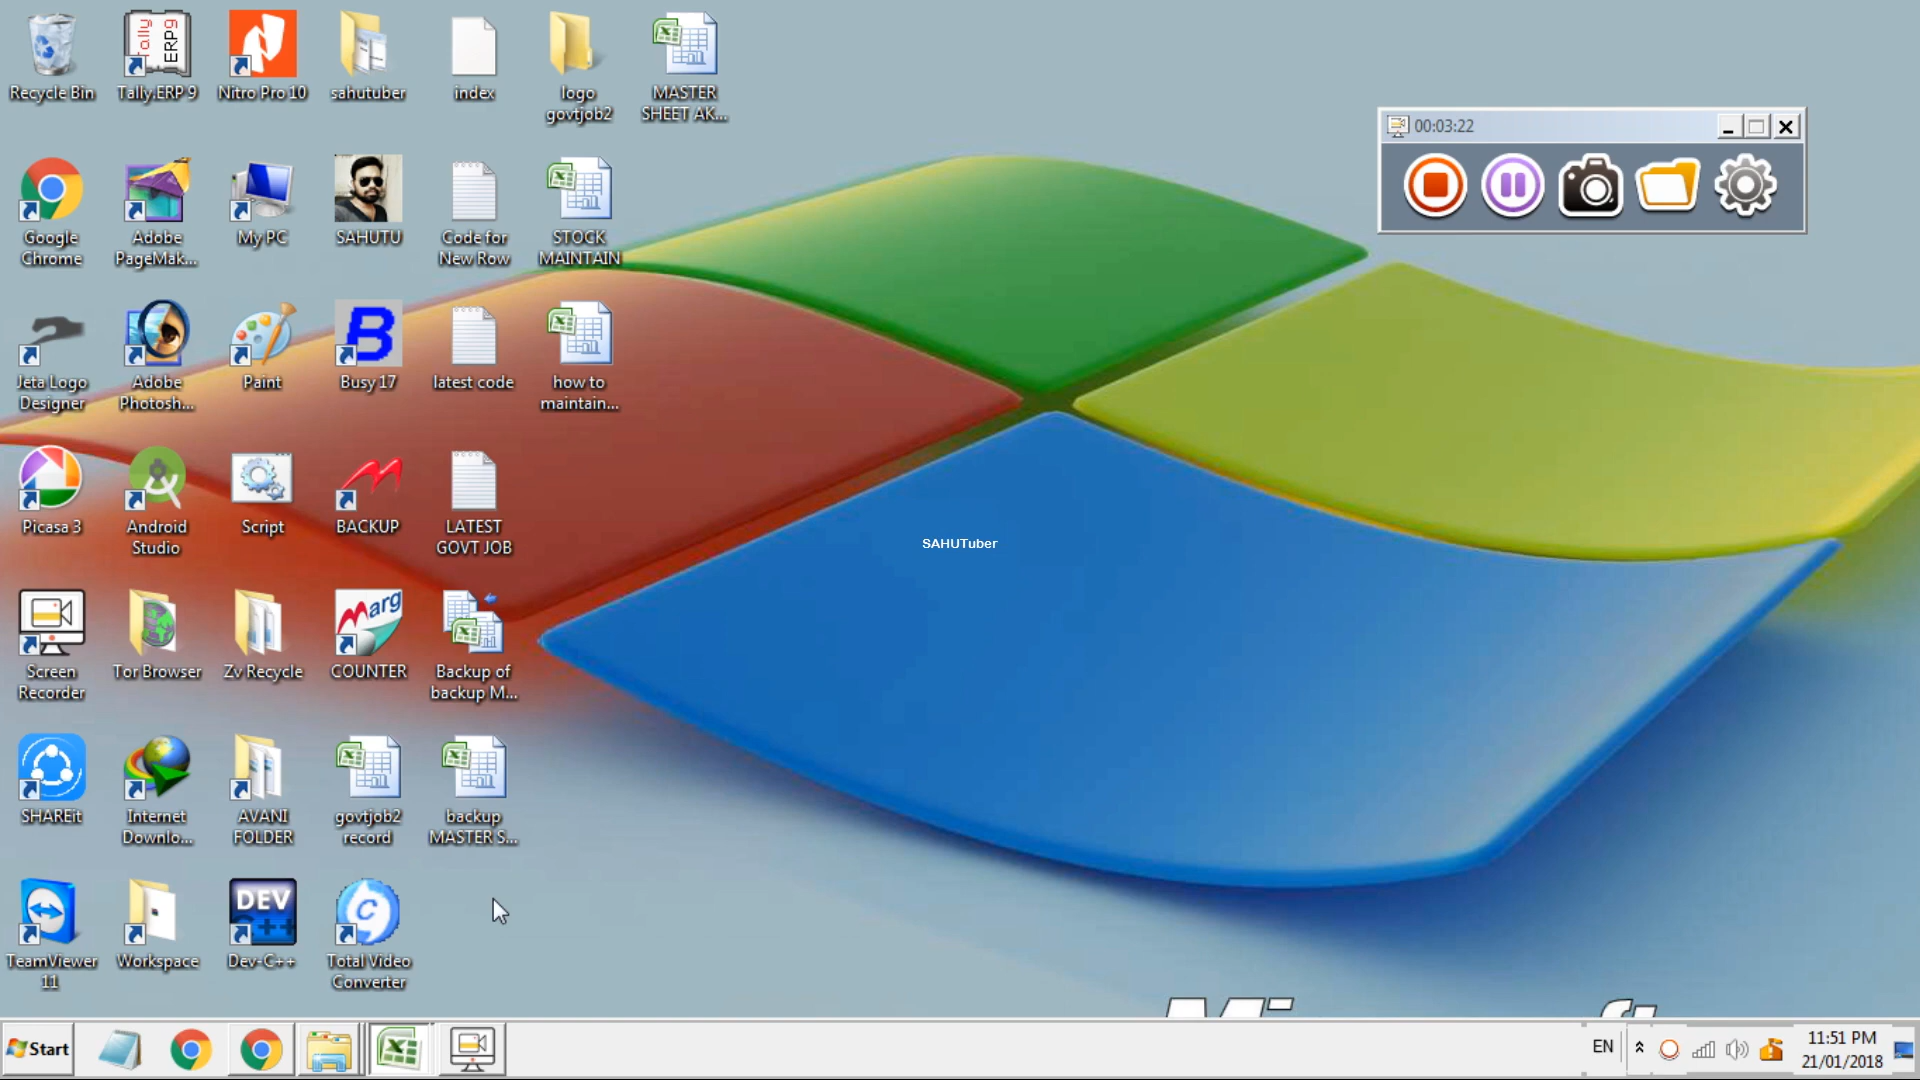 Recycle Bin
Tally.ERP 9
Nitro Pro 10
sahutuber
index
logo
govtjob2
MASTER
SHEET AK...
Tally
ERP9
00:03:22
Google
Chrome
Adobe
PageMak...
My PC
SAHUTU
Code for
New Row
STOCK
MAINTAIN
Jeta Logo
Designer
Adobe
Photosh...
Paint
B
Busy 17
latest code
how to
maintain...
Picasa 3
Android
Studio
Script
BACKUP
LATEST
GOVT JOB
SAHUTuber
Screen
Recorder
Tor Browser
Zv Recycle
Marg
COUNTER
Backup of
backup M...
SHAREit
Internet
Downlo...
AVANI
FOLDER
govtjob2
record
backup
MASTER S...
TeamViewer
11
Workspace
DEV
C++
Dev-C++
Total Video
Converter
Start
EN
11:51 PM
21/01/2018